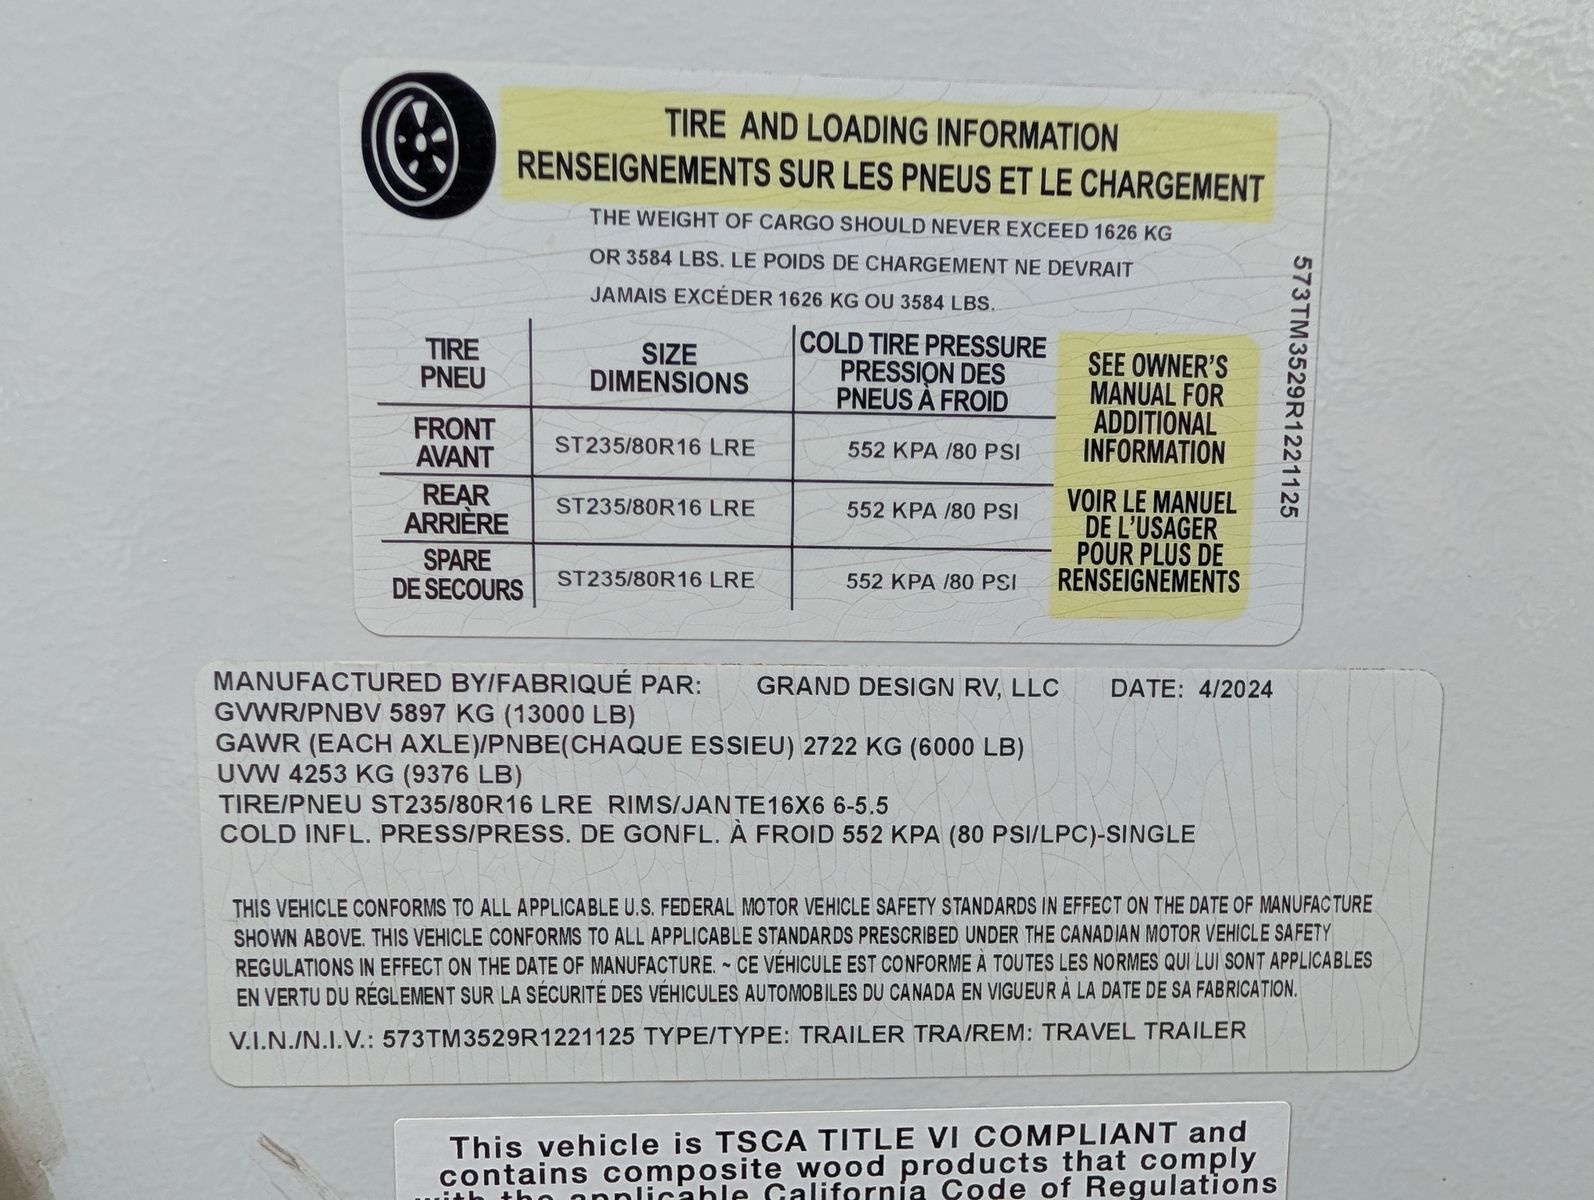 TIRE AND LOADING INFORMATION
RENSEIGNEMENTS SUR LES PNEUS ET LE CHARGEMENT
THE WEIGHT OF CARGO SHOULD NEVER EXCEED 1626 KG
OR 3584 LBS. LE POIDS DE CHARGEMENT NE DEVRAIT
JAMAIS EXCÉDER 1626 KG OU 3584 LBS.
TIRE
PNEU
SIZE
DIMENSIONS
COLD TIRE PRESSURE
PRESSION DES
PNEUS À FROID
FRONT
AVANT
ST235/80R16 LRE
552 KPA /80 PSI
REAR
ARRIÈRE
ST235/80R16 LRE
552 KPA /80 PSI
SPARE
DE SECOURS
ST235/80R16 LRE
552 KPA /80 PSI
SEE OWNER'S
MANUAL FOR
ADDITIONAL
INFORMATION
VOIR LE MANUEL
DE L'USAGER
POUR PLUS DE
RENSEIGNEMENTS
573TM3529R1221125
MANUFACTURED BY/FABRIQUÉ PAR: GRAND DESIGN RV, LLC DATE: 4/2024
GVWR/PNBV 5897 KG (13000 LB)
GAWR (EACH AXLE)/PNBE(CHAQUE ESSIEU) 2722 KG (6000 LB)
UVW 4253 KG (9376 LB)
TIRE/PNEU ST235/80R16 LRE RIMS/JANTE16X6 6-5.5
COLD INFL. PRESS/PRESS. DE GONFL. À FROID 552 KPA (80 PSI/LPC)-SINGLE
THIS VEHICLE CONFORMS TO ALL APPLICABLE U.S. FEDERAL MOTOR VEHICLE SAFETY STANDARDS IN EFFECT ON THE DATE OF MANUFACTURE
SHOWN ABOVE. THIS VEHICLE CONFORMS TO ALL APPLICABLE STANDARDS PRESCRIBED UNDER THE CANADIAN MOTOR VEHICLE SAFETY
REGULATIONS IN EFFECT ON THE DATE OF MANUFACTURE. ~ CE VÉHICULE EST CONFORME À TOUTES LES NORMES QUI LUI SONT APPLICABLES
EN VERTU DU RÉGLEMENT SUR LA SÉCURITÉ DES VÉHICULES AUTOMOBILES DU CANADA EN VIGUEUR À LA DATE DE SA FABRICATION.
V.I.N./N.I.V.: 573TM3529R1221125 TYPE/TYPE: TRAILER TRA/REM: TRAVEL TRAILER
This vehicle is TSCA TITLE VI COMPLIANT and
contains composite wood products that comply
with the applicable California Code of Regulations